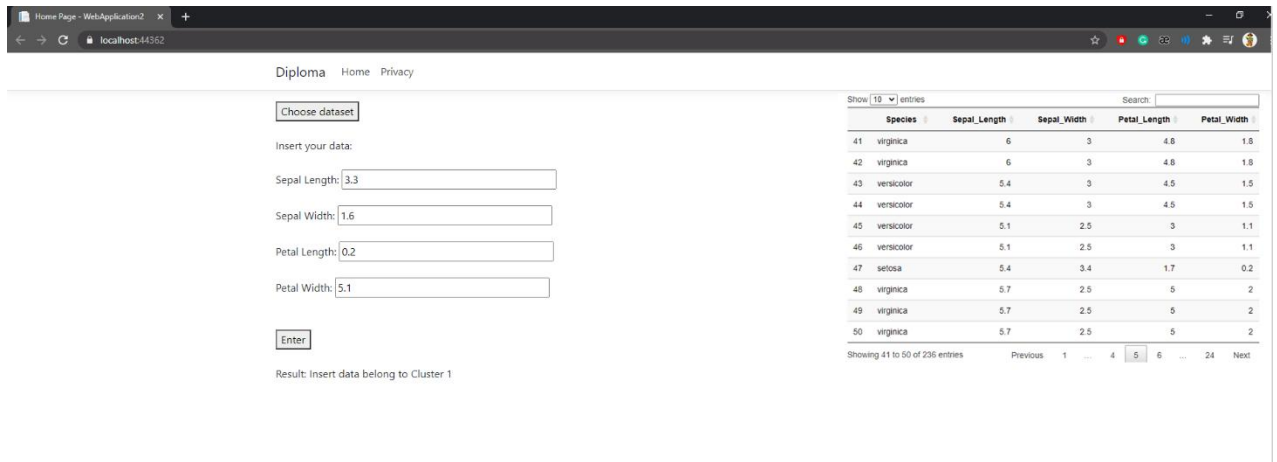 Home Page - WebApplication2
localhost:44362
Diploma Home Privacy
Choose dataset
Insert your data:
Sepal Length: 3.3
Sepal Width: 1.6
Petal Length: 0.2
Petal Width: 5.1
Enter
Result: Insert data belong to Cluster 1
Show 10 entries Search:
Species Sepal_Length Sepal_Width Petal_Length Petal_Width
41 virginica 6 3 4.8 1.8
42 virginica 6 3 4.8 1.8
43 versicolor 5.4 3 4.5 1.5
44 versicolor 5.4 3 4.5 1.5
45 versicolor 5.1 2.5 3 1.1
46 versicolor 5.1 2.5 3 1.1
47 setosa 5.4 3.4 1.7 0.2
48 virginica 5.7 2.5 5 2
49 virginica 5.7 2.5 5 2
50 virginica 5.7 2.5 5 2
Showing 41 to 50 of 236 entries Previous 1 ... 4 5 6 ... 24 Next